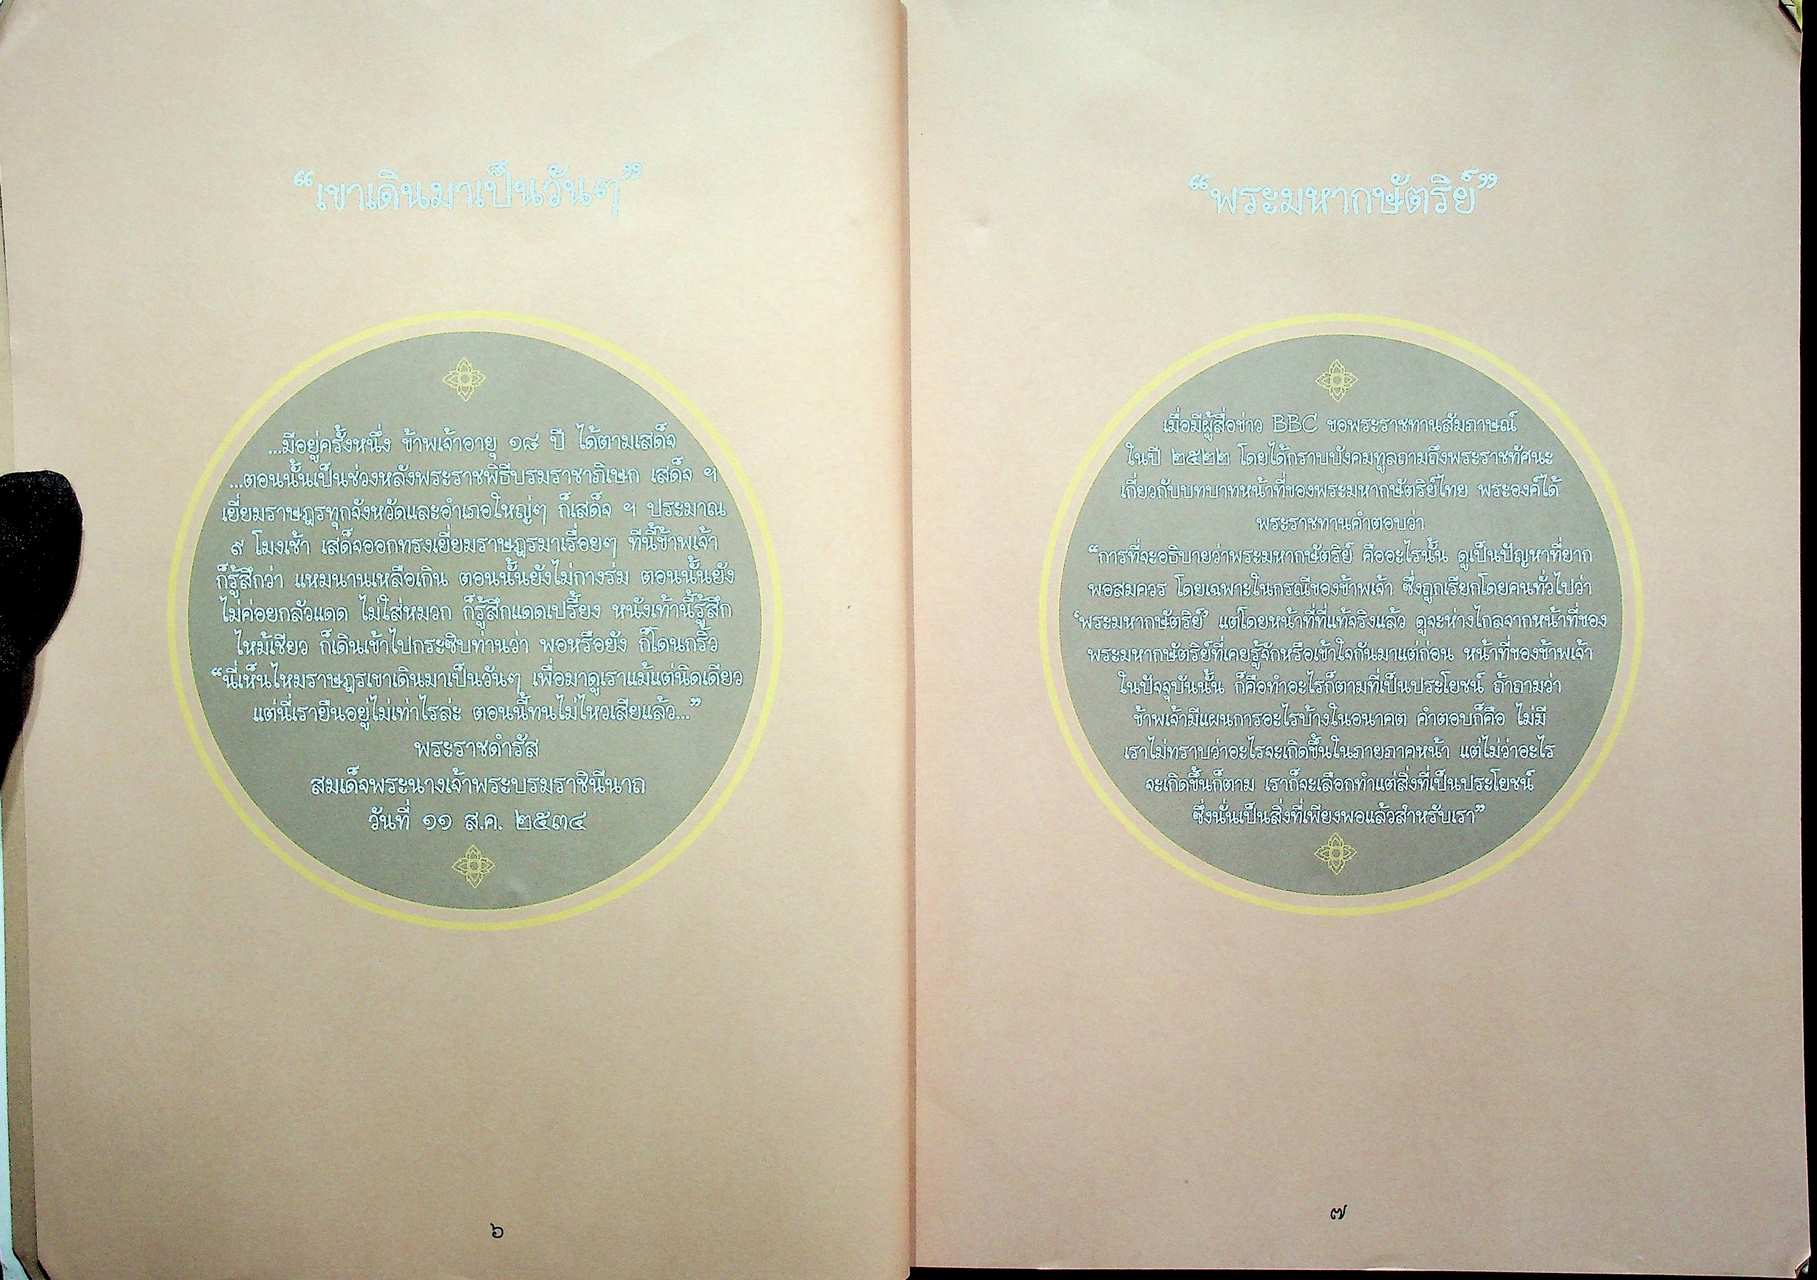 “เขาเดินมาเป็นวันๆ”
...มีอยู่ครั้งหนึ่ง ข้าพเจ้าอายุ ๑๘ ปี ได้ตามเสด็จ
...ตอนนั้นเป็นช่วงหลังพระราชพิธีบรมราชาภิเษก เสด็จ ฯ
เยี่ยมราษฎรทุกจังหวัดและอำเภอใหญ่ๆ ก็เสด็จ ฯ ประมาณ
๙ โมงเช้า เสด็จออกทรงเยี่ยมราษฎรมาเรื่อยๆ ทีนี้ข้าพเจ้า
ก็รู้สึกว่า แหมนานเหลือเกิน ตอนนั้นยังไม่กางร่ม ตอนนั้นยัง
ไม่ค่อยกลัวแดด ไม่ใส่หมวก ก็รู้สึกแดดเปรี้ยง หนังเท้านี้รู้สึก
ไหม้เชียว ก็เดินเข้าไปกระซิบท่านว่า พอหรือยัง ก็โดนกริ้ว
“นี่เห็นไหมราษฎรเขาเดินมาเป็นวันๆ เพื่อมาดูเราแม้แต่นิดเดียว
แต่นี่เรายืนอยู่ไม่เท่าไรล่ะ ตอนนี้ทนไม่ไหวเสียแล้ว...”
พระราชดำรัส
สมเด็จพระนางเจ้าพระบรมราชินีนาถ
วันที่ ๑๑ ส.ค. ๒๕๓๔
๖
“พระมหากษัตริย์”
เมื่อมีผู้สื่อข่าว BBC ขอพระราชทานสัมภาษณ์
ในปี ๒๕๒๒ โดยได้กราบบังคมทูลถามถึงพระราชทัศนะ
เกี่ยวกับบทบาทหน้าที่ของพระมหากษัตริย์ไทย พระองค์ได้
พระราชทานคำตอบว่า
“การที่จะอธิบายว่าพระมหากษัตริย์ คืออะไรนั้น ดูเป็นปัญหาที่ยาก
พอสมควร โดยเฉพาะในกรณีของข้าพเจ้า ซึ่งถูกเรียกโดยคนทั่วไปว่า
‘พระมหากษัตริย์’ แต่โดยหน้าที่ที่แท้จริงแล้ว ดูจะห่างไกลจากหน้าที่ของ
พระมหากษัตริย์ที่เคยรู้จักหรือเข้าใจกันมาแต่ก่อน หน้าที่ของข้าพเจ้า
ในปัจจุบันนั้น ก็คือทำอะไรก็ตามที่เป็นประโยชน์ ถ้าถามว่า
ข้าพเจ้ามีแผนการอะไรบ้างในอนาคต คำตอบก็คือ ไม่มี
เราไม่ทราบว่าอะไรจะเกิดขึ้นในภายภาคหน้า แต่ไม่ว่าอะไร
จะเกิดขึ้นก็ตาม เราก็จะเลือกทำแต่สิ่งที่เป็นประโยชน์
ซึ่งนั่นเป็นสิ่งที่เพียงพอแล้วสำหรับเรา”
๗